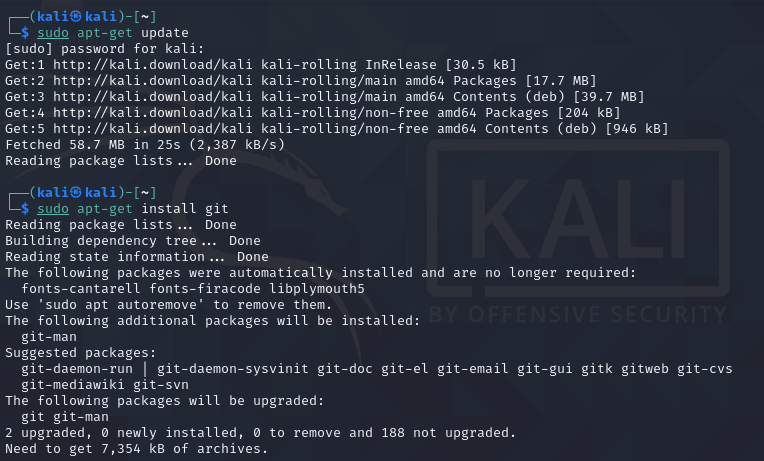 ┌──(kali㉿kali)-[~]
└─$ sudo apt-get update
[sudo] password for kali:
Get:1 http://kali.download/kali kali-rolling InRelease [30.5 kB]
Get:2 http://kali.download/kali kali-rolling/main amd64 Packages [17.7 MB]
Get:3 http://kali.download/kali kali-rolling/main amd64 Contents (deb) [39.7 MB]
Get:4 http://kali.download/kali kali-rolling/non-free amd64 Packages [204 kB]
Get:5 http://kali.download/kali kali-rolling/non-free amd64 Contents (deb) [946 kB]
Fetched 58.7 MB in 25s (2,387 kB/s)
Reading package lists... Done
┌──(kali㉿kali)-[~]
└─$ sudo apt-get install git
Reading package lists... Done
Building dependency tree... Done
Reading state information... Done
The following packages were automatically installed and are no longer required:
fonts-cantarell fonts-firacode libplymouth5
Use 'sudo apt autoremove' to remove them.
The following additional packages will be installed:
git-man
Suggested packages:
git-daemon-run | git-daemon-sysvinit git-doc git-el git-email git-gui gitk gitweb git-cvs
git-mediawiki git-svn
The following packages will be upgraded:
git git-man
2 upgraded, 0 newly installed, 0 to remove and 188 not upgraded.
Need to get 7,354 kB of archives.
KALI
BY OFFENSIVE SECURITY